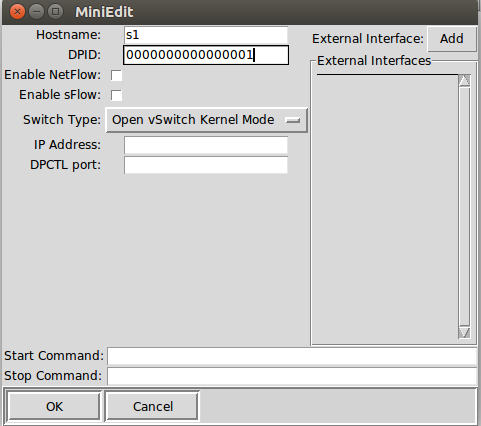 MiniEdit
Hostname: s1
External Interface: Add
DPID: 0000000000000001
External Interfaces
Enable NetFlow:
Enable sFlow:
Switch Type: Open vSwitch Kernel Mode
IP Address:
DPCTL port:
Start Command:
Stop Command:
OK Cancel